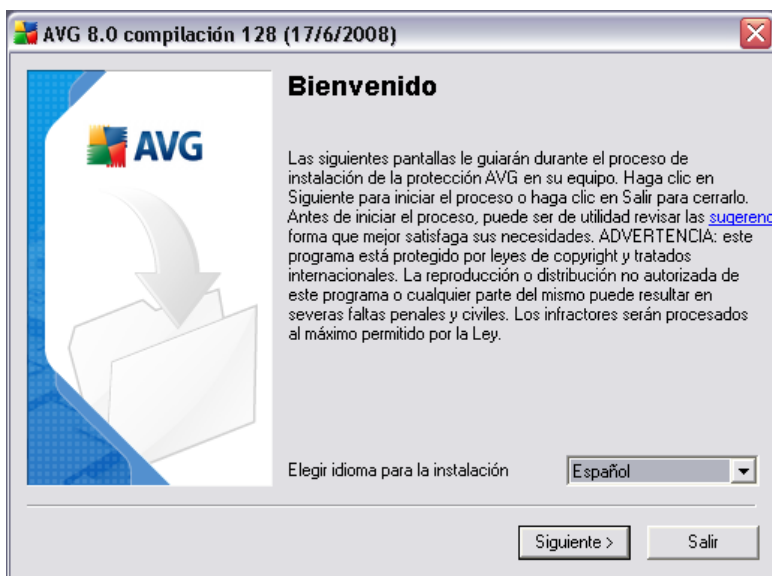 AVG 8.0 compilación 128 (17/6/2008)
AVG
Bienvenido
Las siguientes pantallas le guiarán durante el proceso de
instalación de la protección AVG en su equipo. Haga clic en
Siguiente para iniciar el proceso o haga clic en Salir para cerrarlo.
Antes de iniciar el proceso, puede ser de utilidad revisar las
forma que mejor satisfaga sus necesidades. ADVERTENCIA: este
programa está protegido por leyes de copyright y tratados
internacionales. La reproducción o distribución no autorizada de
este programa o cualquier parte del mismo puede resultar en
severas faltas penales y civiles. Los infractores serán procesados
al máximo permitido por la Ley.
Elegir idioma para la instalación
Español
Siguiente >
Salir